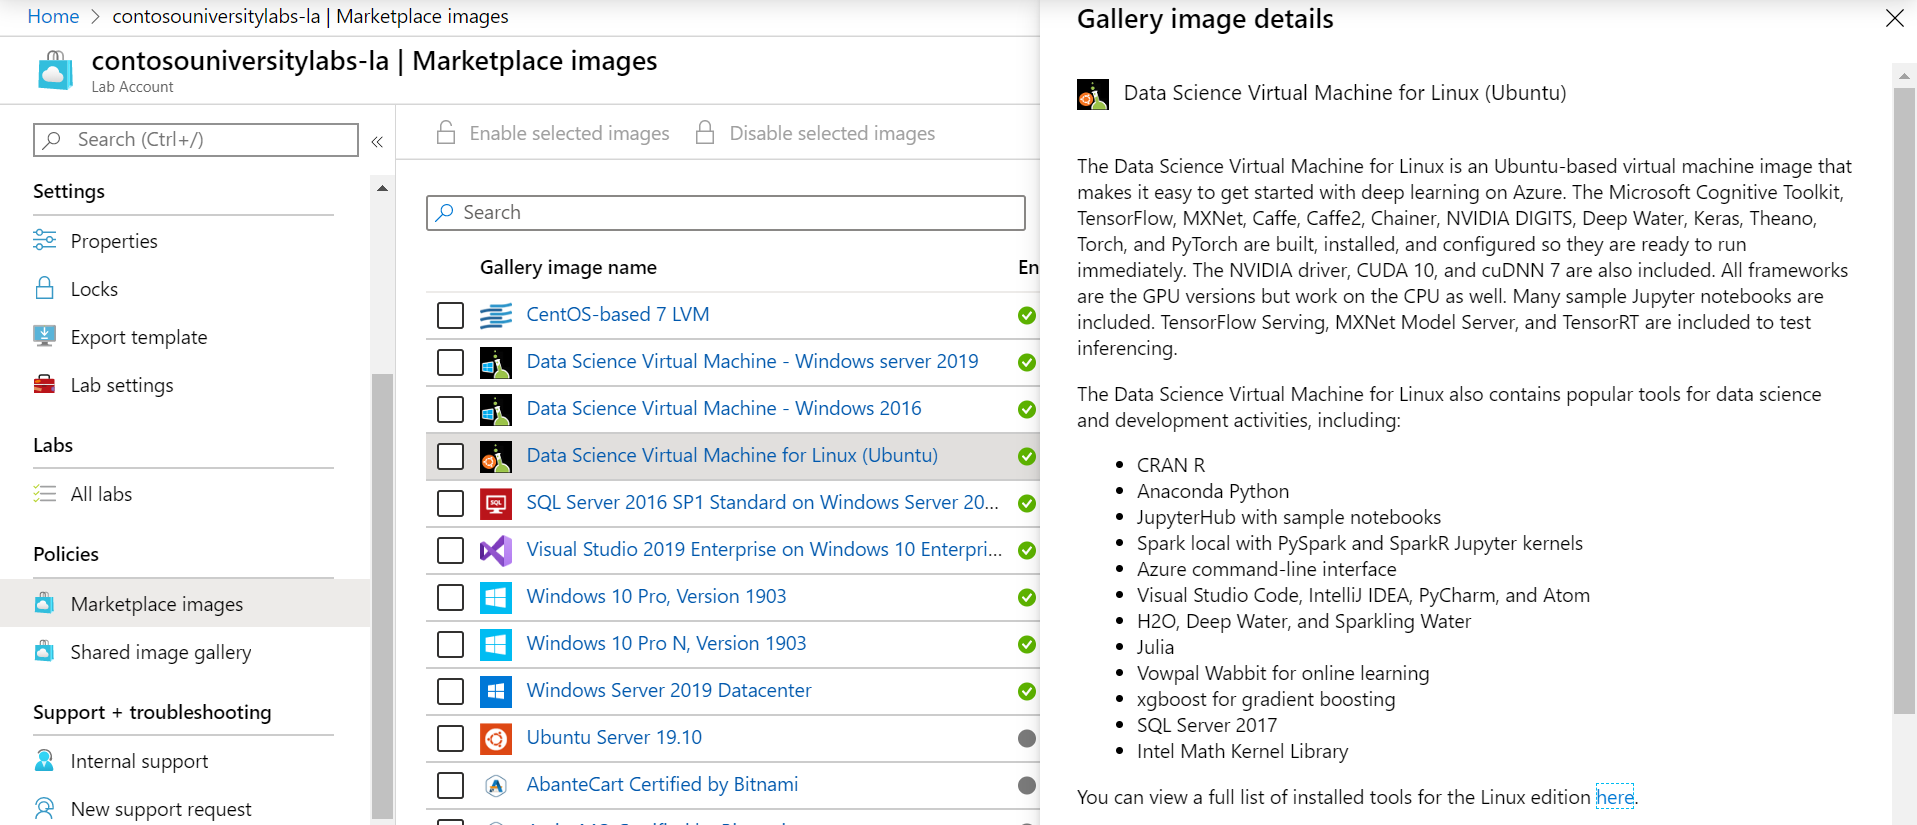 Home > contosouniversitylabs-la | Marketplace images
contosouniversitylabs-la | Marketplace images
Lab Account
Search (Ctrl+/)
«
Settings
Properties
Locks
Export template
Lab settings
Labs
All labs
Policies
Marketplace images
Shared image gallery
Support + troubleshooting
Internal support
New support request
Enable selected images
Disable selected images
Search
Gallery image name
En
CentOS-based 7 LVM
Data Science Virtual Machine - Windows server 2019
Data Science Virtual Machine - Windows 2016
Data Science Virtual Machine for Linux (Ubuntu)
SQL Server 2016 SP1 Standard on Windows Server 20...
Visual Studio 2019 Enterprise on Windows 10 Enterpri...
Windows 10 Pro, Version 1903
Windows 10 Pro N, Version 1903
Windows Server 2019 Datacenter
Ubuntu Server 19.10
AbanteCart Certified by Bitnami
Gallery image details
Data Science Virtual Machine for Linux (Ubuntu)
The Data Science Virtual Machine for Linux is an Ubuntu-based virtual machine image that
makes it easy to get started with deep learning on Azure. The Microsoft Cognitive Toolkit,
TensorFlow, MXNet, Caffe, Caffe2, Chainer, NVIDIA DIGITS, Deep Water, Keras, Theano,
Torch, and PyTorch are built, installed, and configured so they are ready to run
immediately. The NVIDIA driver, CUDA 10, and cuDNN 7 are also included. All frameworks
are the GPU versions but work on the CPU as well. Many sample Jupyter notebooks are
included. TensorFlow Serving, MXNet Model Server, and TensorRT are included to test
inferencing.
The Data Science Virtual Machine for Linux also contains popular tools for data science
and development activities, including:
• CRAN R
• Anaconda Python
• JupyterHub with sample notebooks
• Spark local with PySpark and SparkR Jupyter kernels
• Azure command-line interface
• Visual Studio Code, IntelliJ IDEA, PyCharm, and Atom
• H2O, Deep Water, and Sparkling Water
• Julia
• Vowpal Wabbit for online learning
• xgboost for gradient boosting
• SQL Server 2017
• Intel Math Kernel Library
You can view a full list of installed tools for the Linux edition here.